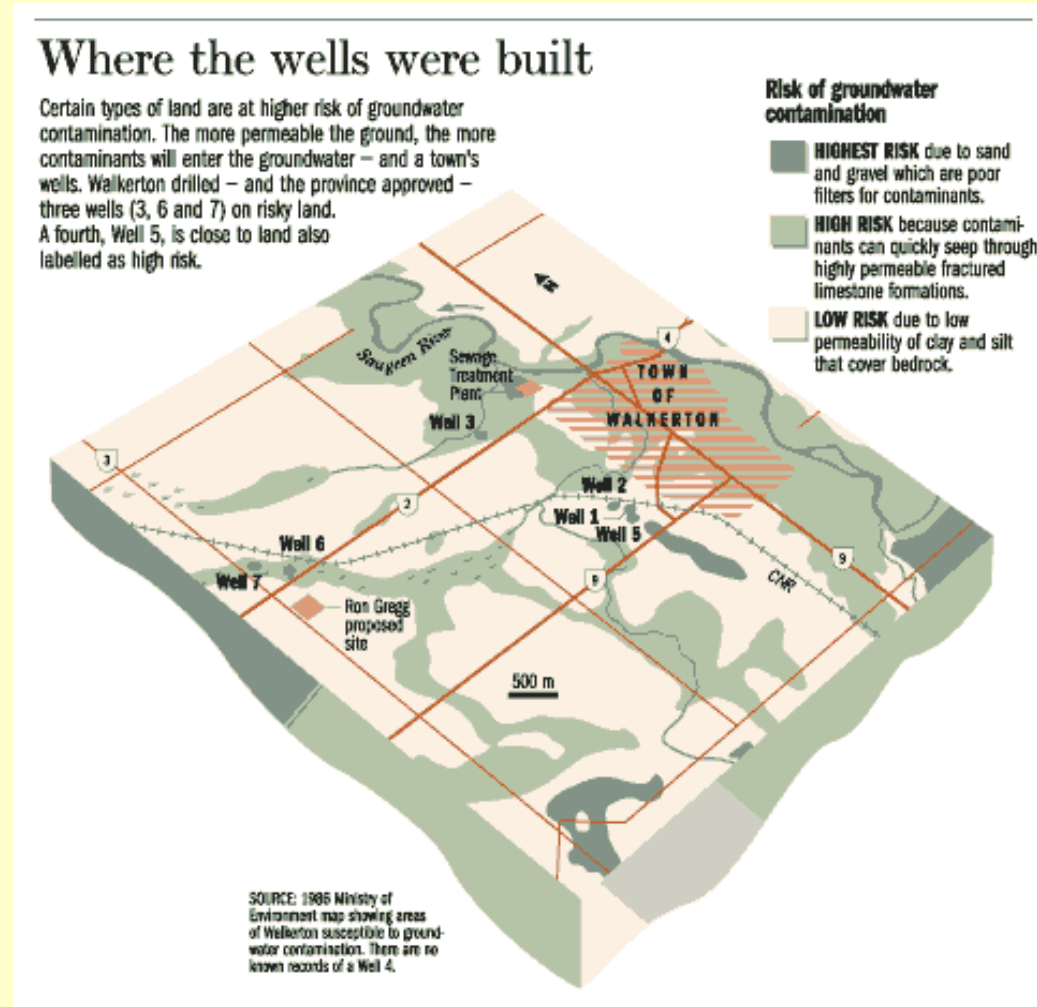 Where the wells were built
Certain types of land are at higher risk of groundwater
contamination. The more permeable the ground, the more
contaminants will enter the groundwater – and a town's
wells. Walkerton drilled – and the province approved –
three wells (3, 6 and 7) on risky land.
A fourth, Well 5, is close to land also
labelled as high risk.
Risk of groundwater
contamination
HIGHEST RISK due to sand
and gravel which are poor
filters for contaminants.
HIGH RISK because contami-
nants can quickly seep through
highly permeable fractured
limestone formations.
LOW RISK due to low
permeability of clay and silt
that cover bedrock.
N
Saugeen River
Sewage
Treatment
Plant
4
TOWN
OF
WALKERTON
Well 3
3
2
Well 2
Well 1
Well 5
Well 6
Well 7
9
9
CNR
Ron Gregg
proposed
site
500 m
SOURCE: 1986 Ministry of
Environment map showing areas
of Walkerton susceptible to ground-
water contamination. There are no
known records of a Well 4.